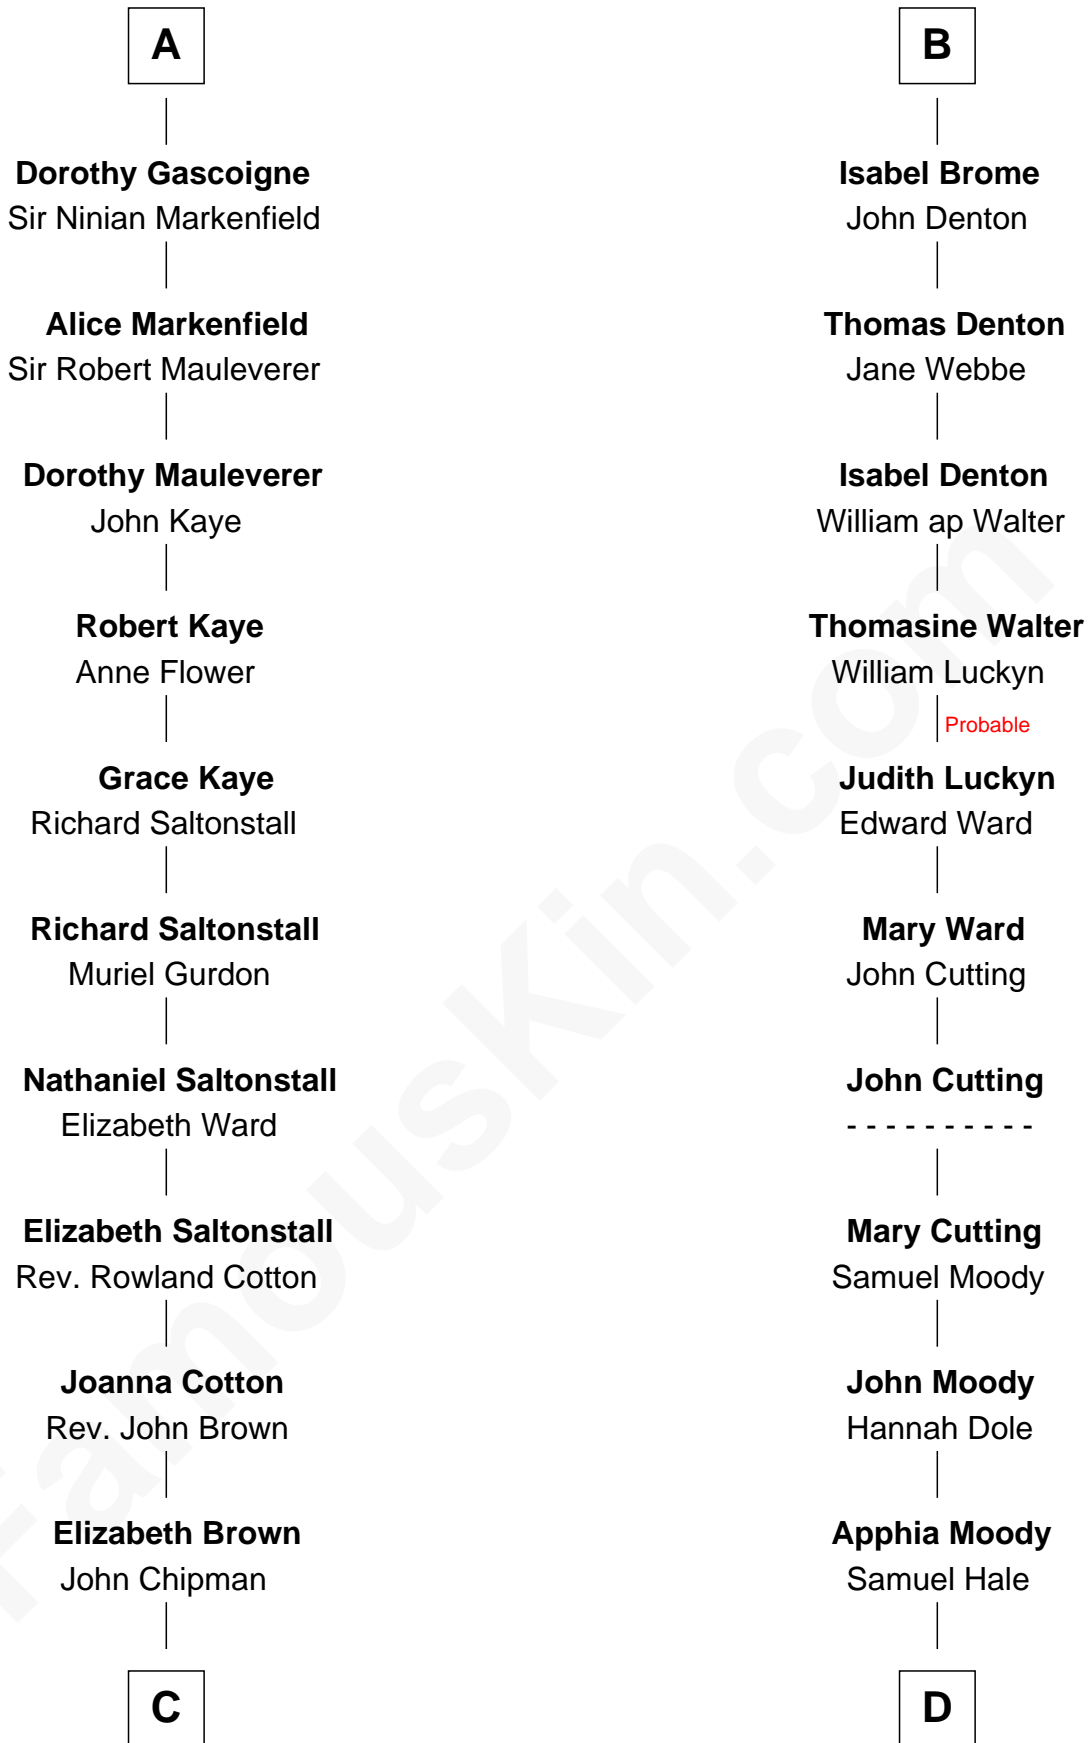 A
Dorothy Gascoigne
Sir Ninian Markenfield
Alice Markenfield
Sir Robert Mauleverer
Dorothy Mauleverer
John Kaye
Robert Kaye
Anne Flower
Grace Kaye
Richard Saltonstall
Richard Saltonstall
Muriel Gurdon
Nathaniel Saltonstall
Elizabeth Ward
Elizabeth Saltonstall
Rev. Rowland Cotton
Joanna Cotton
Rev. John Brown
Elizabeth Brown
John Chipman
C
B
Isabel Brome
John Denton
Thomas Denton
Jane Webbe
Isabel Denton
William ap Walter
Thomasine Walter
William Luckyn
Probable
Judith Luckyn
Edward Ward
Mary Ward
John Cutting
John Cutting
- - - - - - - - - -
Mary Cutting
Samuel Moody
John Moody
Hannah Dole
Apphia Moody
Samuel Hale
D
FamousKin.com